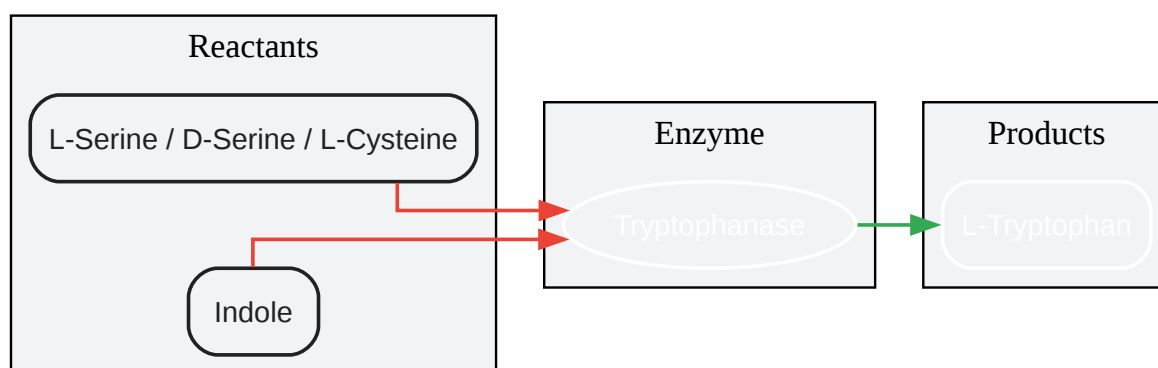 Reactants
L-Serine / D-Serine / L-Cysteine
Indole
Enzyme
Tryptophanase
Products
L-Tryptophan